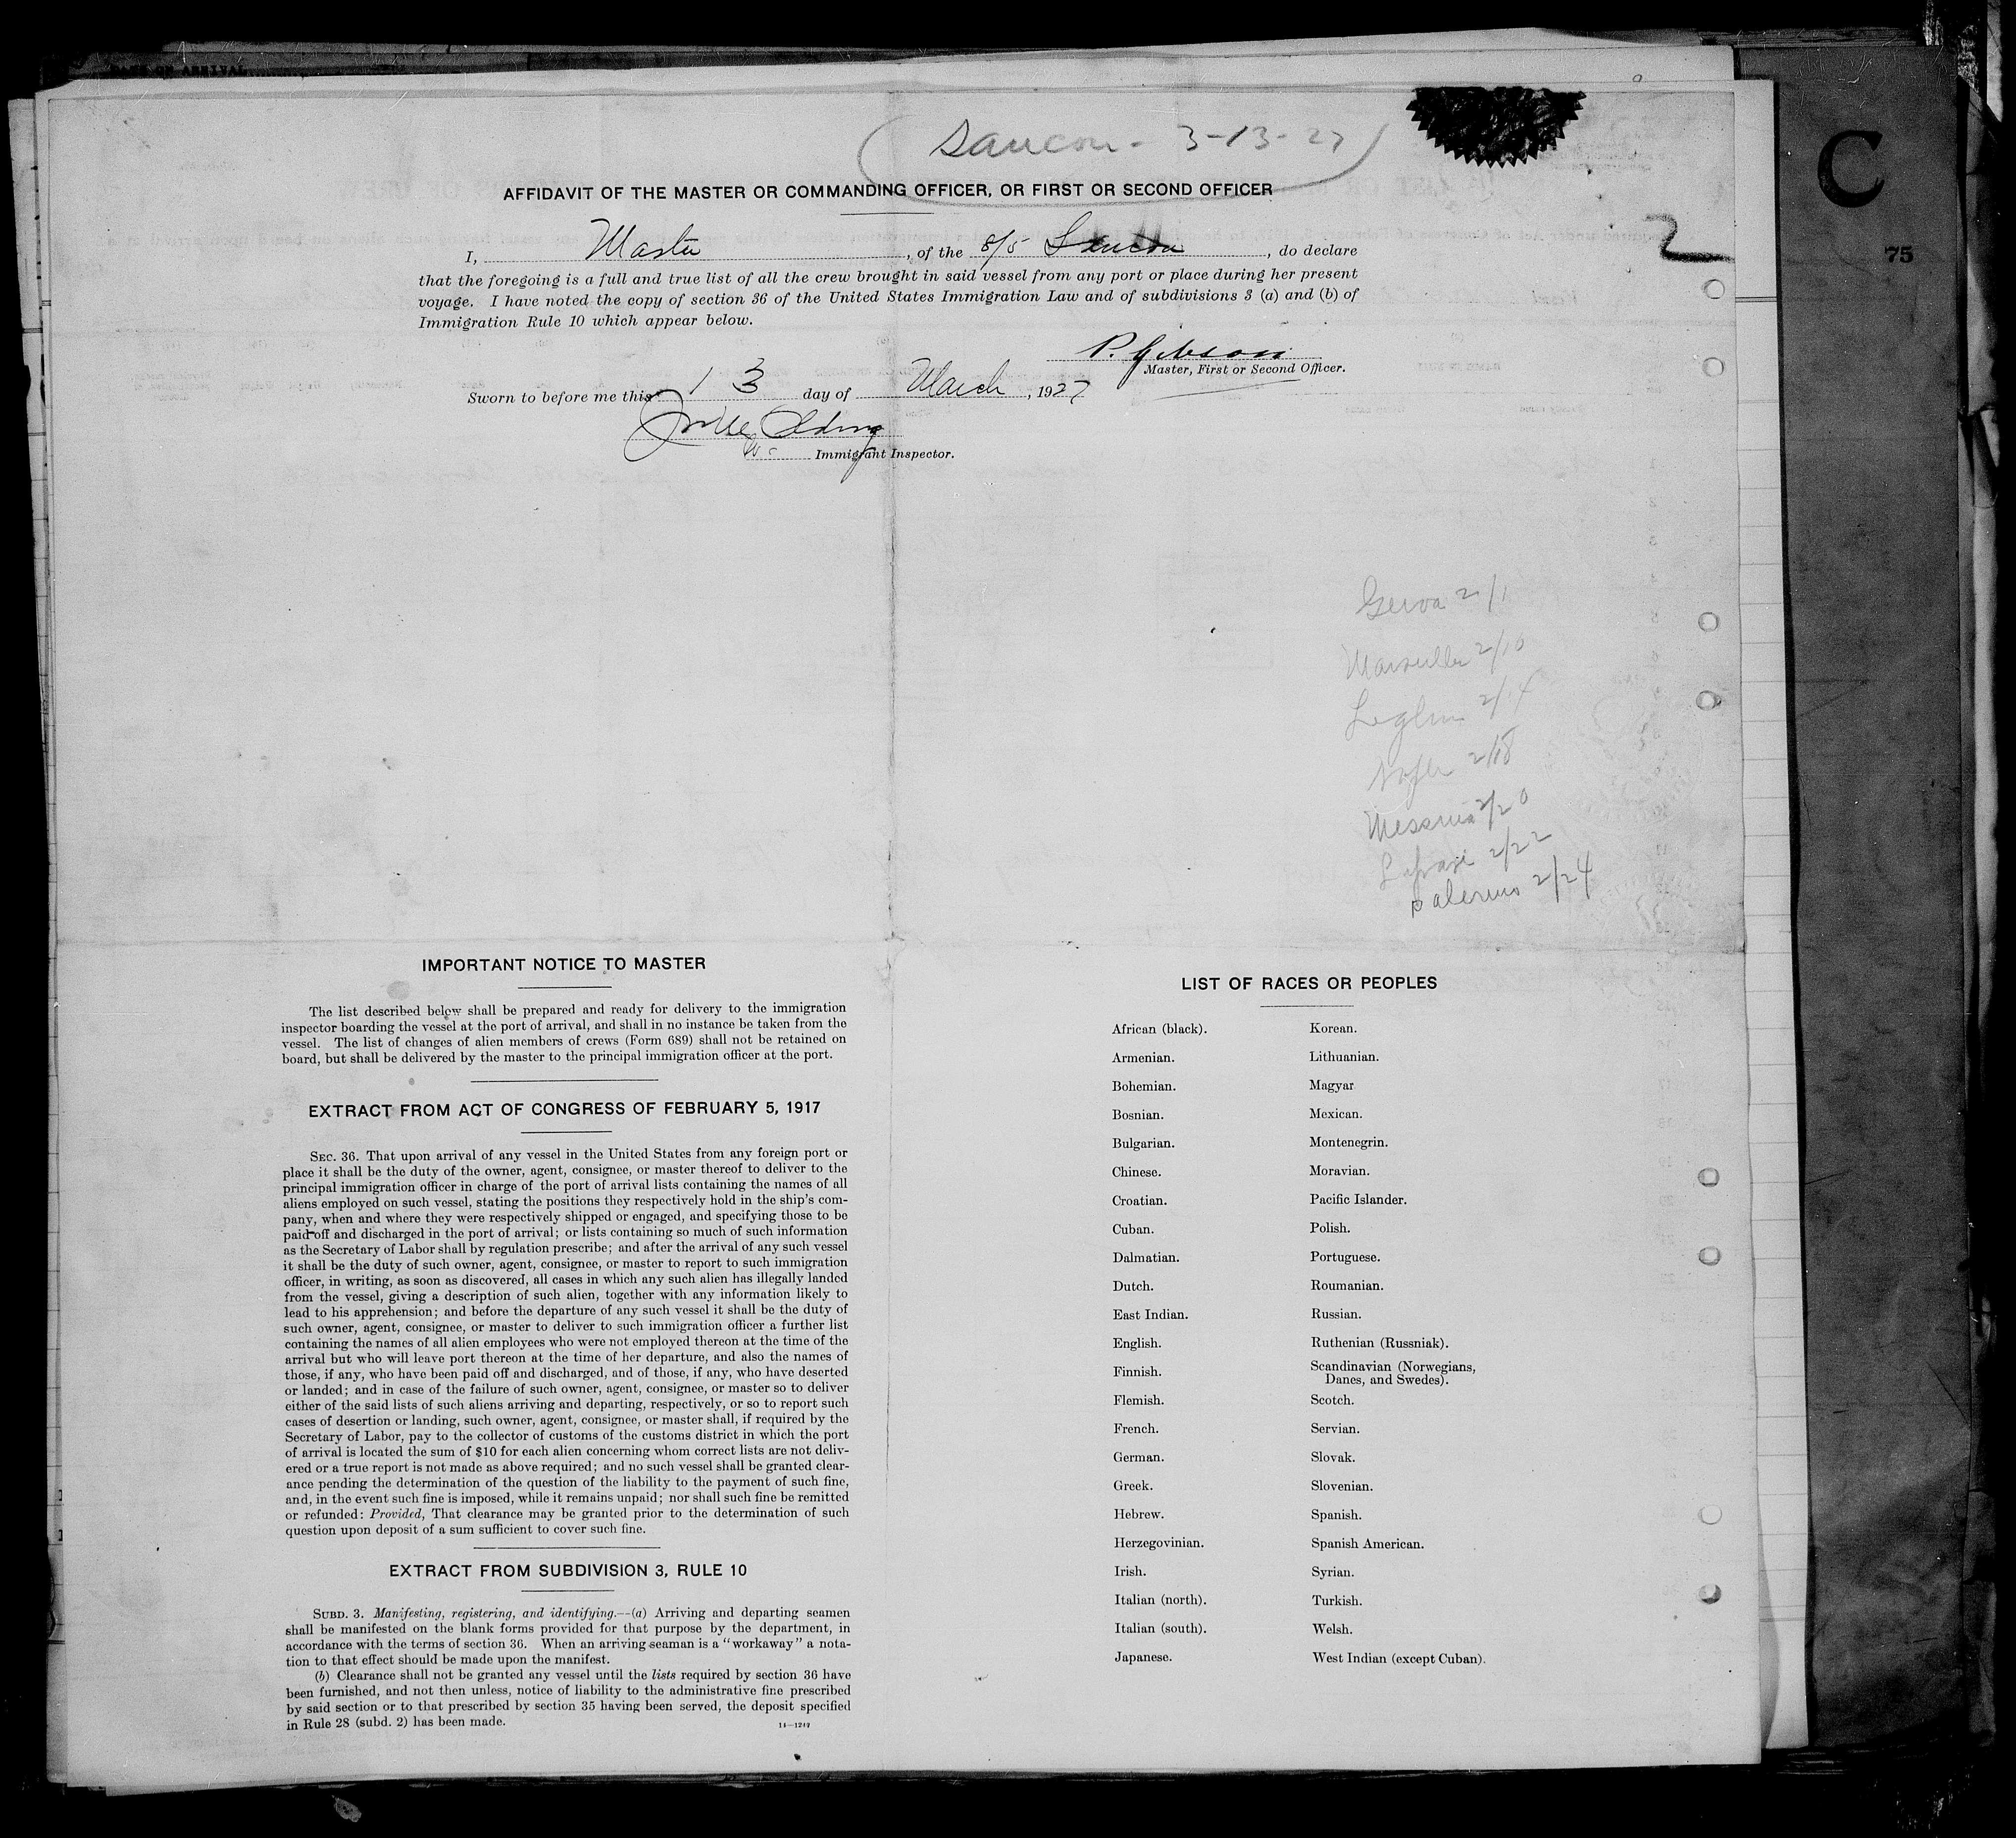 Saucon - 3-13-27
C
75
2
AFFIDAVIT OF THE MASTER OR COMMANDING OFFICER, OR FIRST OR SECOND OFFICER
I, Master, of the S/S Saucon, do declare
that the foregoing is a full and true list of all the crew brought in said vessel from any port or place during her present
voyage. I have noted the copy of section 36 of the United States Immigration Law and of subdivisions 3 (a) and (b) of
Immigration Rule 10 which appear below.
P. Gibson
Master, First or Second Officer.
Sworn to before me this 13 day of March, 1927
Immigrant Inspector.
Genoa 2/1
Marseilles 2/10
Leghn 2/14
Naples 2/18
Messina 2/20
2/22
Palermo 2/24
IMPORTANT NOTICE TO MASTER
The list described below shall be prepared and ready for delivery to the immigration
inspector boarding the vessel at the port of arrival, and shall in no instance be taken from the
vessel. The list of changes of alien members of crews (Form 689) shall not be retained on
board, but shall be delivered by the master to the principal immigration officer at the port.
EXTRACT FROM ACT OF CONGRESS OF FEBRUARY 5, 1917
SEC. 36. That upon arrival of any vessel in the United States from any foreign port or
place it shall be the duty of the owner, agent, consignee, or master thereof to deliver to the
principal immigration officer in charge of the port of arrival lists containing the names of all
aliens employed on such vessel, stating the positions they respectively hold in the ship's com-
pany, when and where they were respectively shipped or engaged, and specifying those to be
paid off and discharged in the port of arrival; or lists containing so much of such information
as the Secretary of Labor shall by regulation prescribe; and after the arrival of any such vessel
it shall be the duty of such owner, agent, consignee, or master to report to such immigration
officer, in writing, as soon as discovered, all cases in which any such alien has illegally landed
from the vessel, giving a description of such alien, together with any information likely to
lead to his apprehension; and before the departure of any such vessel it shall be the duty of
such owner, agent, consignee, or master to deliver to such immigration officer a further list
containing the names of all alien employees who were not employed thereon at the time of the
arrival but who will leave port thereon at the time of her departure, and also the names of
those, if any, who have been paid off and discharged, and of those, if any, who have deserted
or landed; and in case of the failure of such owner, agent, consignee, or master so to deliver
either of the said lists of such aliens arriving and departing, respectively, or so to report such
cases of desertion or landing, such owner, agent, consignee, or master shall, if required by the
Secretary of Labor, pay to the collector of customs of the customs district in which the port
of arrival is located the sum of $10 for each alien concerning whom correct lists are not deliv-
ered or a true report is not made as above required; and no such vessel shall be granted clear-
ance pending the determination of the question of the liability to the payment of such fine,
and, in the event such fine is imposed, while it remains unpaid; nor shall such fine be remitted
or refunded: Provided, That clearance may be granted prior to the determination of such
question upon deposit of a sum sufficient to cover such fine.
EXTRACT FROM SUBDIVISION 3, RULE 10
SUBD. 3. Manifesting, registering, and identifying.--(a) Arriving and departing seamen
shall be manifested on the blank forms provided for that purpose by the department, in
accordance with the terms of section 36. When an arriving seaman is a "workaway" a nota-
tion to that effect should be made upon the manifest.
(b) Clearance shall not be granted any vessel until the lists required by section 36 have
been furnished, and not then unless, notice of liability to the administrative fine prescribed
by said section or to that prescribed by section 35 having been served, the deposit specified
in Rule 28 (subd. 2) has been made.
14—1242
LIST OF RACES OR PEOPLES
African (black).
Armenian.
Bohemian.
Bosnian.
Bulgarian.
Chinese.
Croatian.
Cuban.
Dalmatian.
Dutch.
East Indian.
English.
Finnish.
Flemish.
French.
German.
Greek.
Hebrew.
Herzegovinian.
Irish.
Italian (north).
Italian (south).
Japanese.
Korean.
Lithuanian.
Magyar
Mexican.
Montenegrin.
Moravian.
Pacific Islander.
Polish.
Portuguese.
Roumanian.
Russian.
Ruthenian (Russniak).
Scandinavian (Norwegians,
Danes, and Swedes).
Scotch.
Servian.
Slovak.
Slovenian.
Spanish.
Spanish American.
Syrian.
Turkish.
Welsh.
West Indian (except Cuban).